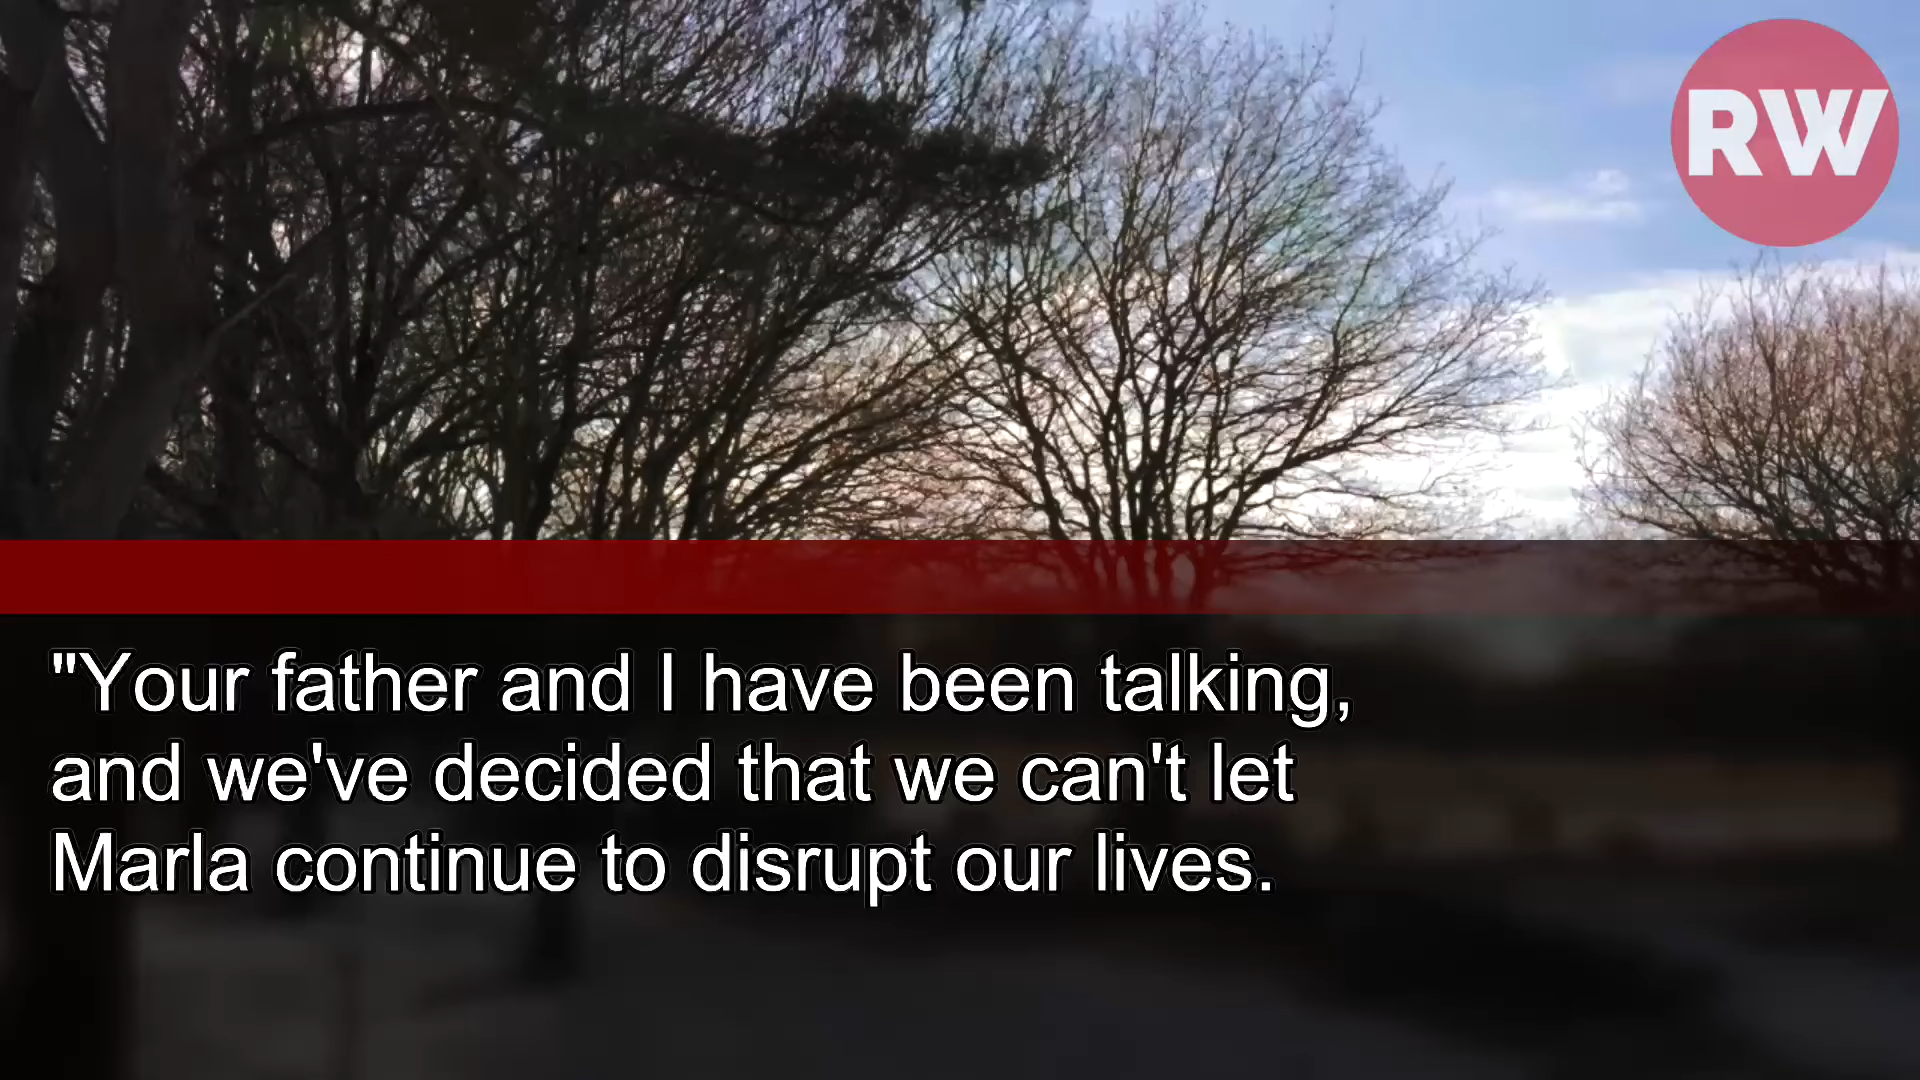 RW
"Your father and I have been talking,
and we've decided that we can't let
Marla continue to disrupt our lives.